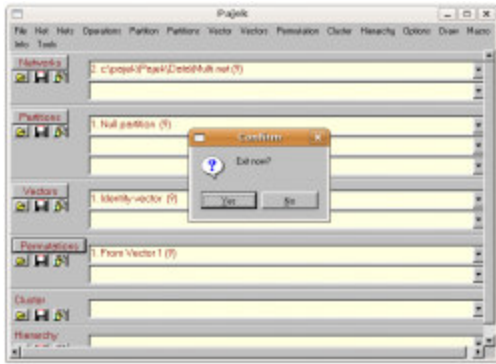 Pajek
File Net Nets Operations Partition Partitions Vector Vectors Permutation Cluster Hierarchy Options Draw Macro
Info Tools
Networks
2. c:\pajek\Pajek\Data\Multi.net (9)
Partitions
1. Null partition (9)
Confirm
Exit now?
Yes No
Vectors
1. Identity vector (9)
Permutations
1. From Vector 1 (9)
Cluster
Hierarchy